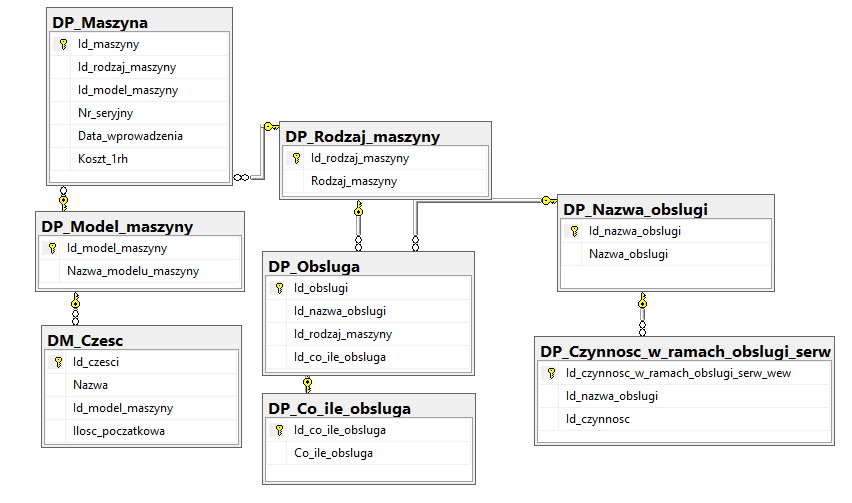 DP_Maszyna
Id_maszyny
Id_rodzaj_maszyny
Id_model_maszyny
Nr_seryjny
Data_wprowadzenia
Koszt_1rh
DP_Rodzaj_maszyny
Id_rodzaj_maszyny
Rodzaj_maszyny
DP_Model_maszyny
Id_model_maszyny
Nazwa_modelu_maszyny
DP_Nazwa_obslugi
Id_nazwa_obslugi
Nazwa_obslugi
DP_Obsluga
Id_obslugi
Id_nazwa_obslugi
Id_rodzaj_maszyny
Id_co_ile_obsluga
DM_Czesc
Id_czesci
Nazwa
Id_model_maszyny
Ilosc_poczatkowa
DP_Co_ile_obsluga
Id_co_ile_obsluga
Co_ile_obsluga
DP_Czynnosc_w_ramach_obslugi_serw
Id_czynnosc_w_ramach_obslugi_serw_wew
Id_nazwa_obslugi
Id_czynnosc